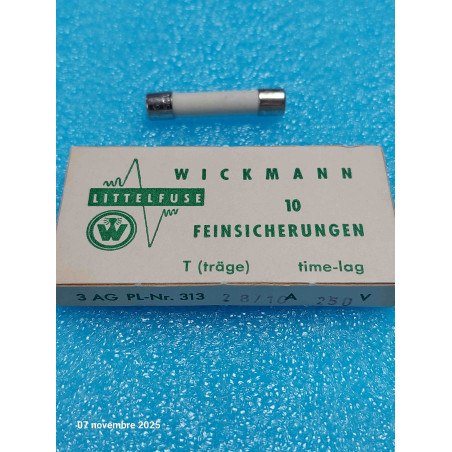 WICKMANN
LITTELFUSE
W
10
FEINSICHERUNGEN
T (träge) time-lag
3 AG PL-Nr. 313 A 250 V
07 novembre 2025